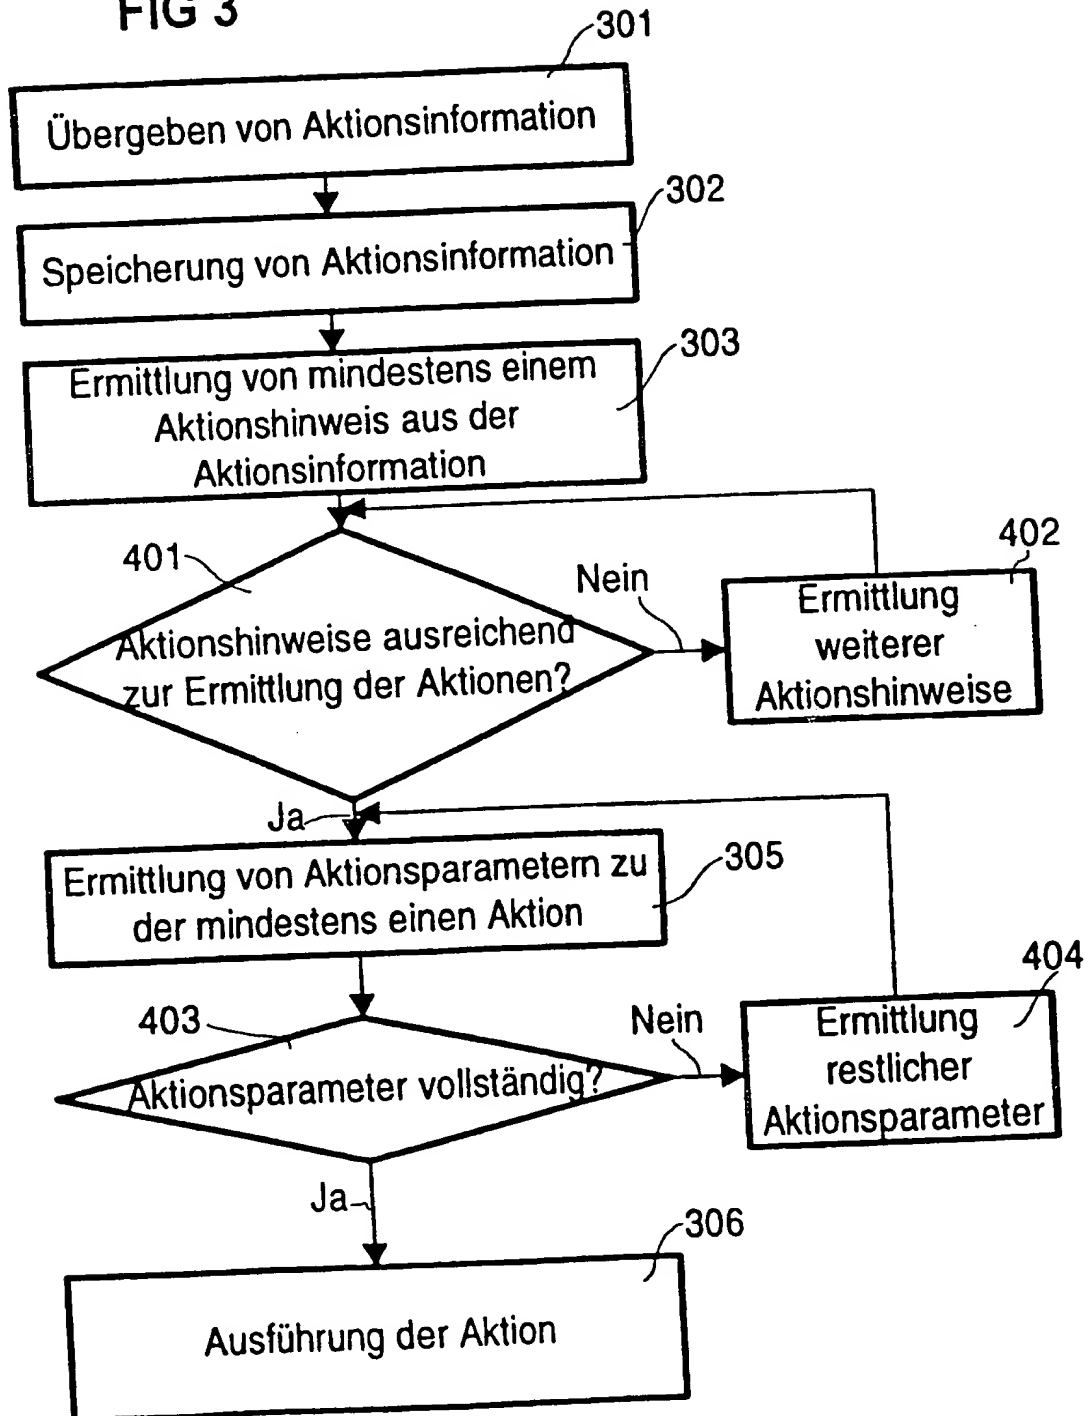 FIG 3
301
Übergeben von Aktionsinformation
302
Speicherung von Aktionsinformation
303
Ermittlung von mindestens einem
Aktionshinweis aus der
Aktionsinformation
401
Aktionshinweise ausreichend
zur Ermittlung der Aktionen?
Nein
402
Ermittlung
weiterer
Aktionshinweise
Ja
Ermittlung von Aktionsparametern zu
der mindestens einen Aktion
305
403
Aktionsparameter vollständig?
Nein
404
Ermittlung
restlicher
Aktionsparameter
Ja
306
Ausführung der Aktion